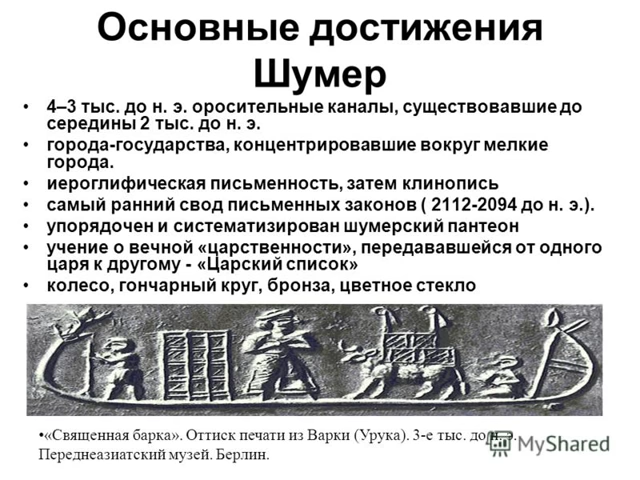 Основные достижения
Шумер
• 4–3 тыс. до н. э. оросительные каналы, существовавшие до
середины 2 тыс. до н. э.
• города-государства, концентрировавшие вокруг мелкие
города.
• иероглифическая письменность, затем клинопись
• самый ранний свод письменных законов ( 2112-2094 до н. э.).
• упорядочен и систематизирован шумерский пантеон
• учение о вечной «царственности», передававшейся от одного
царя к другому - «Царский список»
• колесо, гончарный круг, бронза, цветное стекло
•«Священная барка». Оттиск печати из Варки (Урука). 3-е тыс. до н. э.
Переднеазиатский музей. Берлин.
MyShared